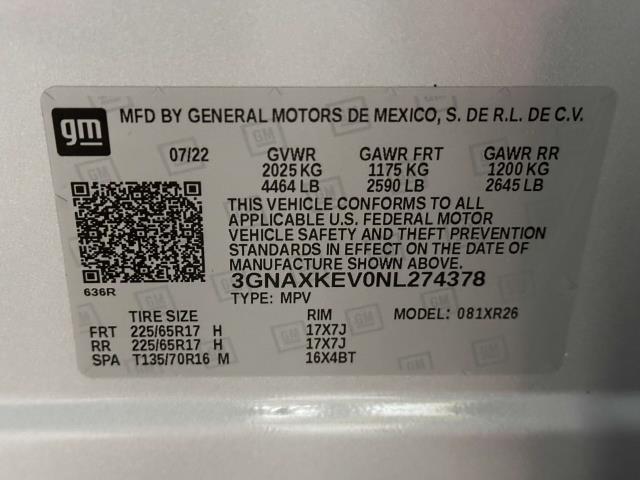 gm
MFD BY GENERAL MOTORS DE MEXICO, S. DE R.L. DE C.V.
07/22 GVWR GAWR FRT GAWR RR
2025 KG 1175 KG 1200 KG
4464 LB 2590 LB 2645 LB
THIS VEHICLE CONFORMS TO ALL
APPLICABLE U.S. FEDERAL MOTOR
VEHICLE SAFETY AND THEFT PREVENTION
STANDARDS IN EFFECT ON THE DATE OF
MANUFACTURE SHOWN ABOVE.
3GNAXKEV0NL274378
636R
TYPE: MPV MODEL: 081XR26
TIRE SIZE RIM
FRT 225/65R17 H 17X7J
RR 225/65R17 H 17X7J
SPA T135/70R16 M 16X4BT